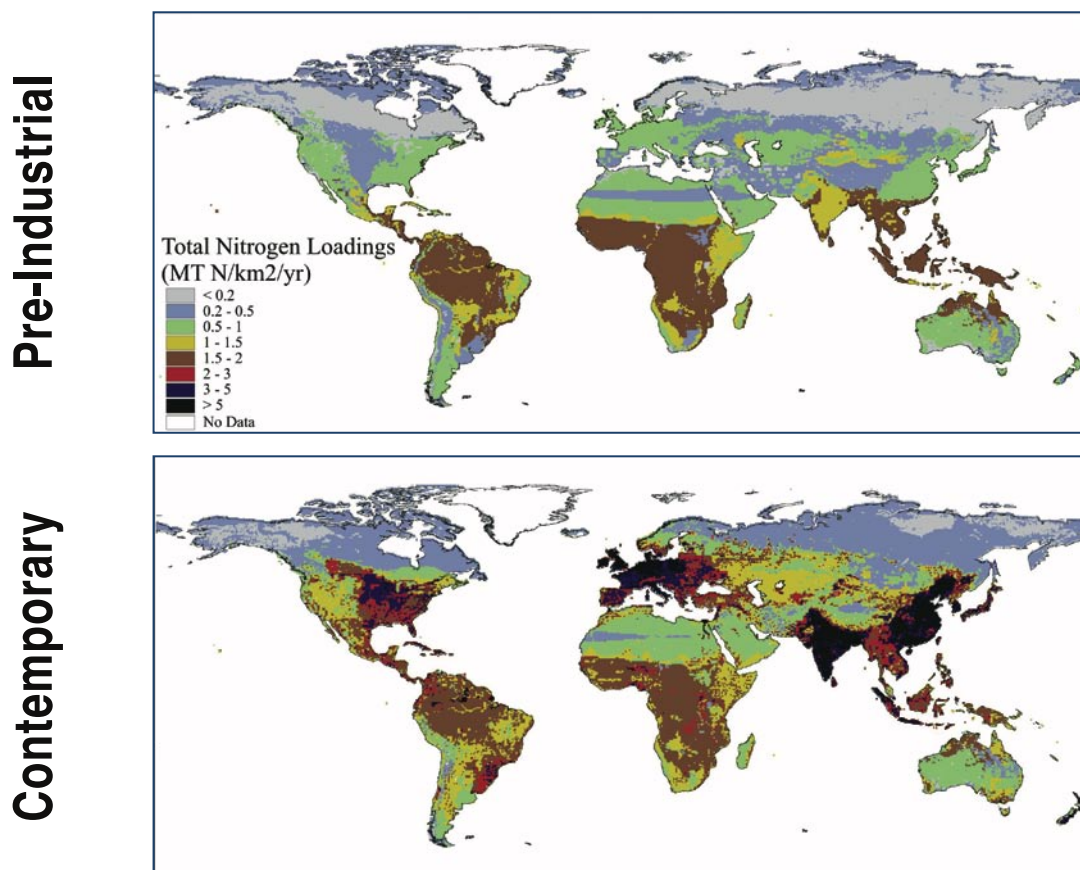 Pre-Industrial
Total Nitrogen Loadings
(MT N/km2/yr)
< 0.2
0.2 - 0.5
0.5 - 1
1 - 1.5
1.5 - 2
2 - 3
3 - 5
> 5
No Data
Contemporary